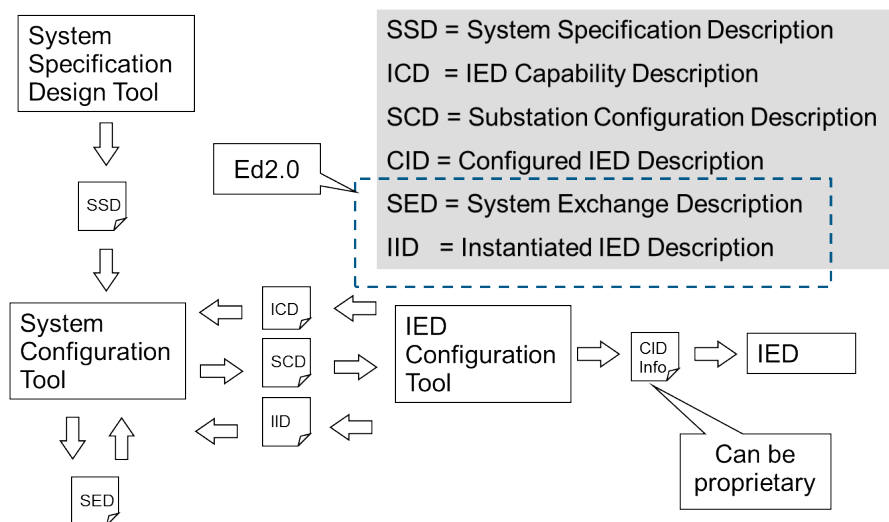 System
Specification
Design Tool
SSD = System Specification Description
ICD = IED Capability Description
SCD = Substation Configuration Description
CID = Configured IED Description
SED = System Exchange Description
IID = Instantiated IED Description
Ed2.0
SSD
System
Configuration
Tool
ICD
SCD
IID
IED
Configuration
Tool
CID
Info
IED
Can be
proprietary
SED